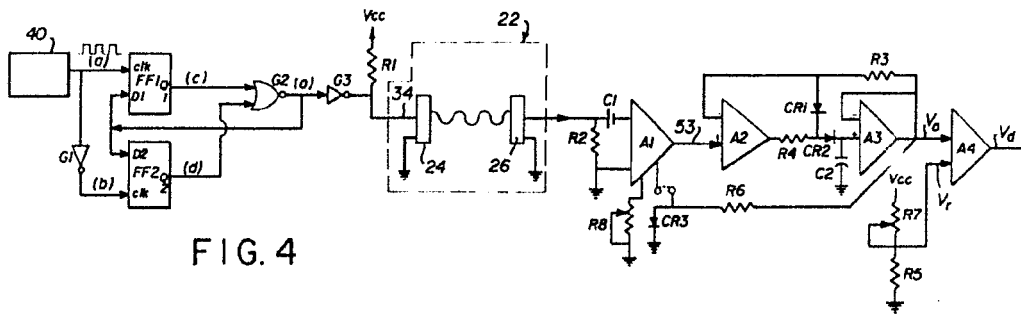 40
(a)
clk
FF1 Q
1
D1
(c)
G1
(b)
D2
FF2 Q
2
clk
(d)
G2
(a)
G3
Vcc
R1
34
22
24
26
C1
R2
A1
R8
CR3
53
A2
R4
CR1
CR2
R3
A3
C2
R6
Va
A4
Vd
Vr
Vcc
R7
R5
FIG. 4